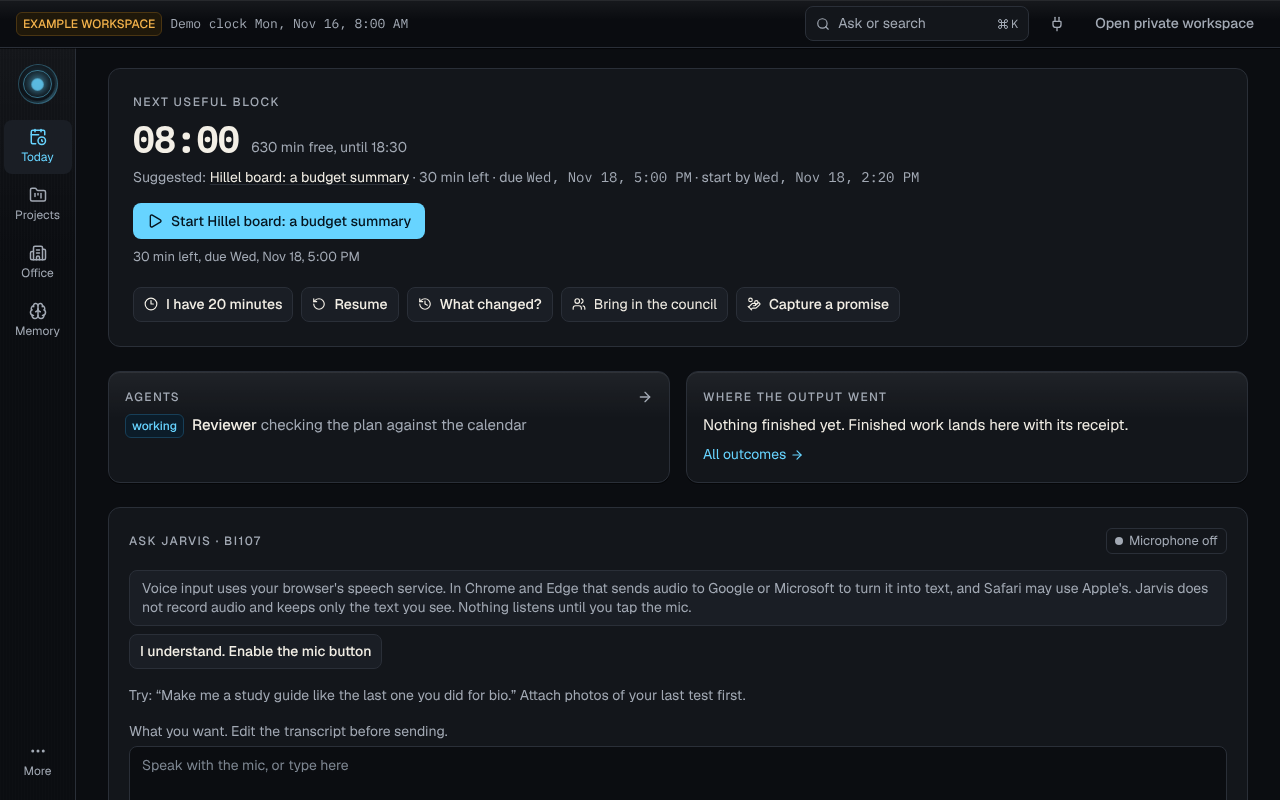 EXAMPLE WORKSPACE Demo clock Mon, Nov 16, 8:00 AM
Ask or search ⌘K
Open private workspace
Today
Projects
Office
Memory
More
NEXT USEFUL BLOCK
08:00 630 min free, until 18:30
Suggested: Hillel board: a budget summary · 30 min left · due Wed, Nov 18, 5:00 PM · start by Wed, Nov 18, 2:20 PM
Start Hillel board: a budget summary
30 min left, due Wed, Nov 18, 5:00 PM
I have 20 minutes
Resume
What changed?
Bring in the council
Capture a promise
AGENTS
working Reviewer checking the plan against the calendar
WHERE THE OUTPUT WENT
Nothing finished yet. Finished work lands here with its receipt.
All outcomes
ASK JARVIS · BI107
Microphone off
Voice input uses your browser's speech service. In Chrome and Edge that sends audio to Google or Microsoft to turn it into text, and Safari may use Apple's. Jarvis does
not record audio and keeps only the text you see. Nothing listens until you tap the mic.
I understand. Enable the mic button
Try: “Make me a study guide like the last one you did for bio.” Attach photos of your last test first.
What you want. Edit the transcript before sending.
Speak with the mic, or type here